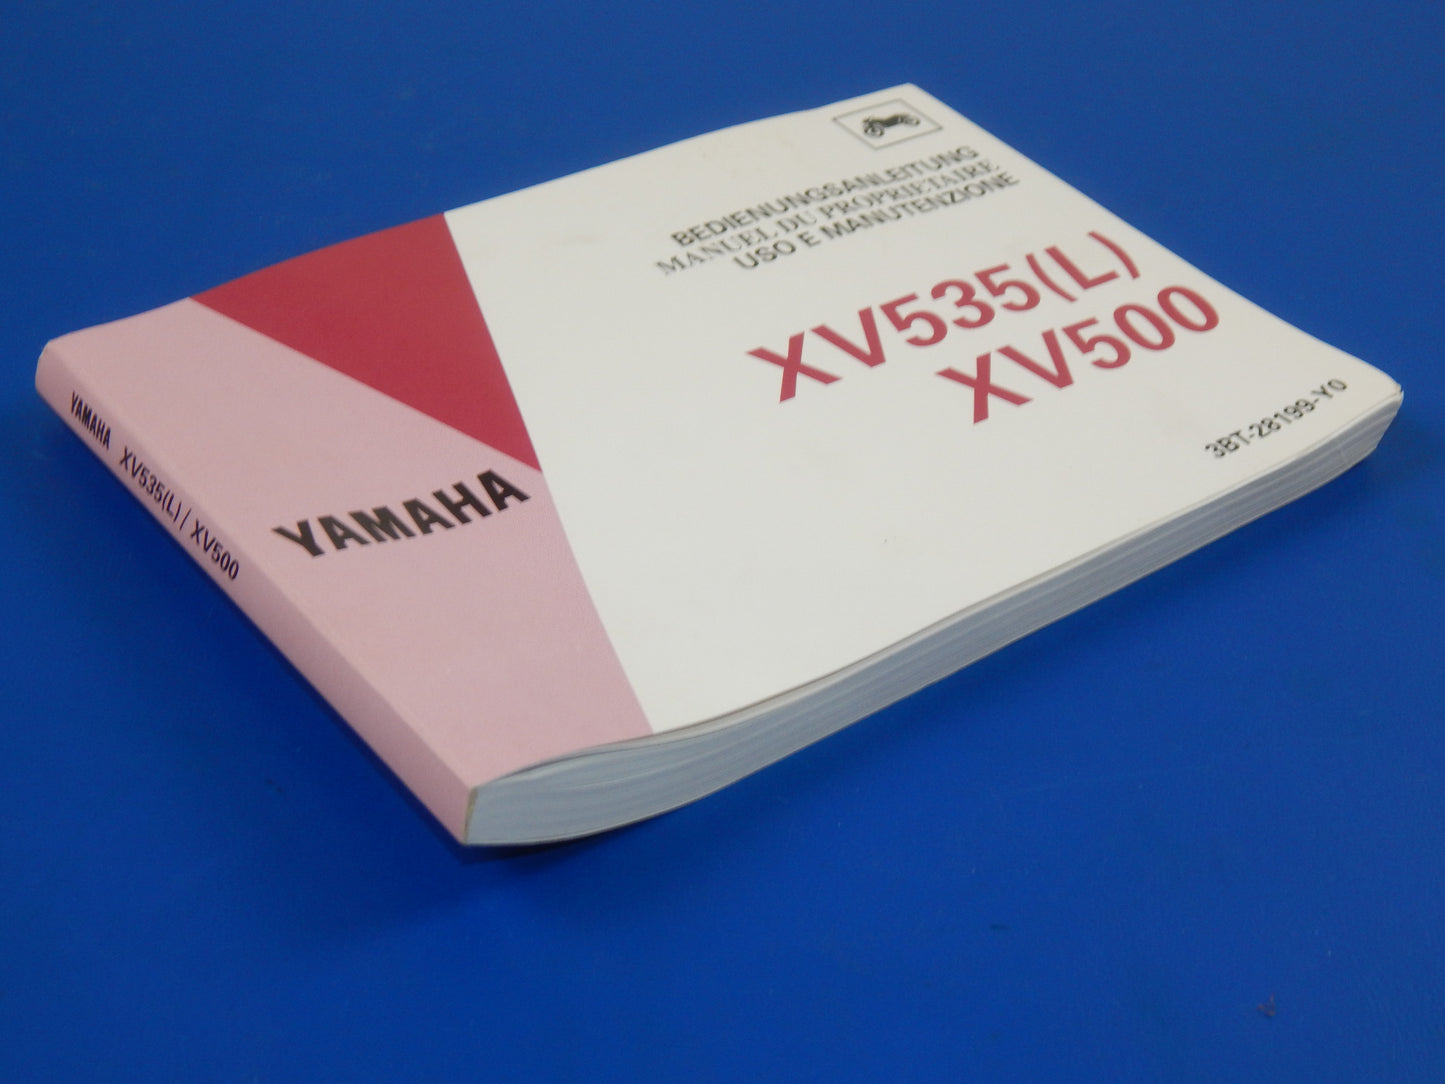 BEDIENUNGSANLEITUNG
MANUEL DU PROPRIETAIRE
USO E MANUTENZIONE
XV535(L)
XV500
3BT-28199-Y0
YAMAHA
YAMAHA XV535(L) / XV500